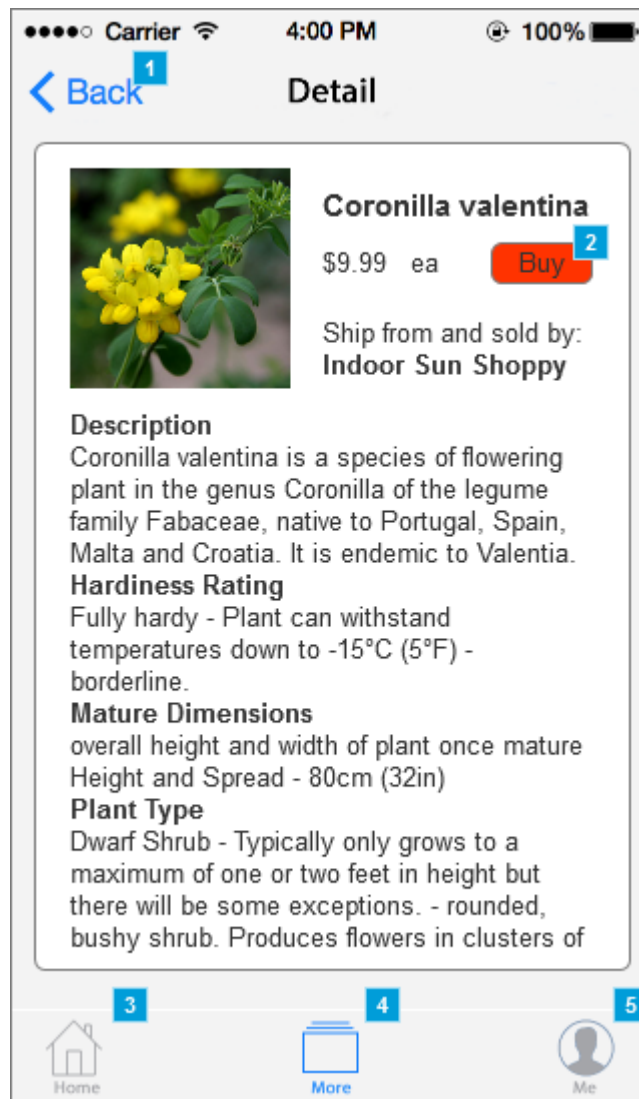 Carrier 4:00 PM 100%
1
Back Detail
Coronilla valentina
2
$9.99 ea Buy
Ship from and sold by:
Indoor Sun Shoppy
Description
Coronilla valentina is a species of flowering
plant in the genus Coronilla of the legume
family Fabaceae, native to Portugal, Spain,
Malta and Croatia. It is endemic to Valentia.
Hardiness Rating
Fully hardy - Plant can withstand
temperatures down to -15°C (5°F) -
borderline.
Mature Dimensions
overall height and width of plant once mature
Height and Spread - 80cm (32in)
Plant Type
Dwarf Shrub - Typically only grows to a
maximum of one or two feet in height but
there will be some exceptions. - rounded,
bushy shrub. Produces flowers in clusters of
3 4 5
Home More Me